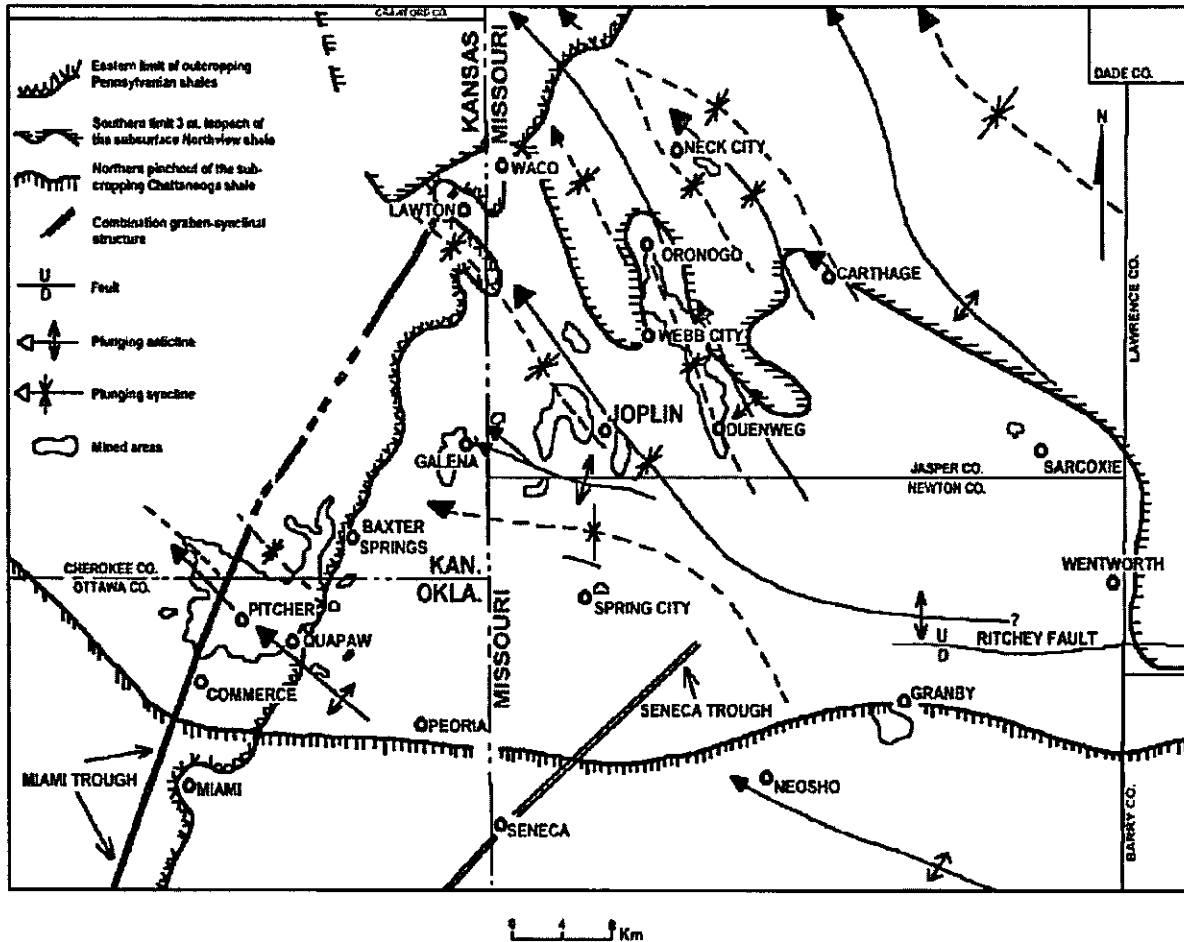 CRAWFORD CO.
KANSAS
MISSOURI
DADE CO.
N
Eastern limit of outcropping
Pennsylvanian shales
Southern limit 3 m. isopach of
the subsurface Northview shale
Northern pinchout of the sub-
cropping Chattanooga shale
Combination graben-synclinal
structure
U
D
Fault
Plunging anticline
Plunging syncline
Mined areas
WACO
NECK CITY
LAWTON
ORONOGO
CARTHAGE
WEBB CITY
LAWRENCE CO.
JOPLIN
DUENWEG
GALENA
SARCOXIE
JASPER CO.
NEWTON CO.
BAXTER
SPRINGS
CHEROKEE CO.
OTTAWA CO.
KAN.
OKLA.
MISSOURI
WENTWORTH
SPRING CITY
PITCHER
QUAPAW
?
U
D
RITCHEY FAULT
COMMERCE
PEORIA
SENECA TROUGH
GRANBY
MIAMI TROUGH
MIAMI
NEOSHO
SENECA
BARRY CO.
4
Km